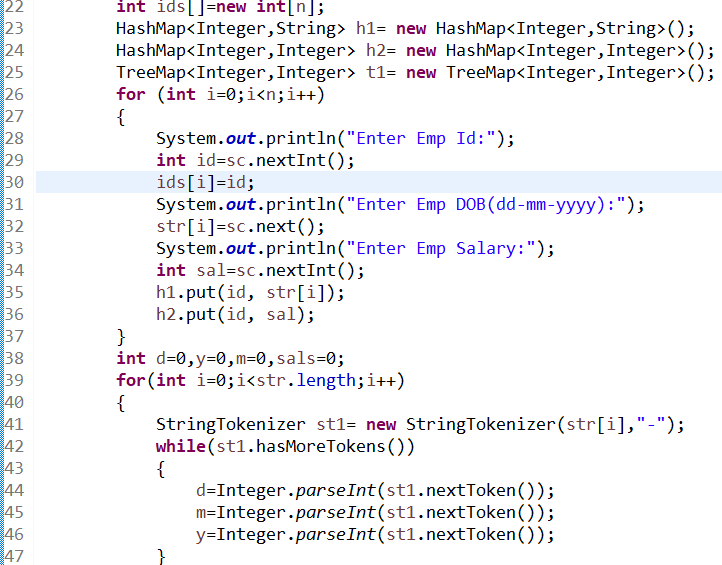 22 int ids[]=new int[n];
23 HashMap<Integer,String> h1= new HashMap<Integer,String>();
24 HashMap<Integer,Integer> h2= new HashMap<Integer,Integer>();
25 TreeMap<Integer,Integer> t1= new TreeMap<Integer,Integer>();
26 for (int i=0;i<n;i++)
27 {
28 System.out.println("Enter Emp Id:");
29 int id=sc.nextInt();
30 ids[i]=id;
31 System.out.println("Enter Emp DOB(dd-mm-yyyy):");
32 str[i]=sc.next();
33 System.out.println("Enter Emp Salary:");
34 int sal=sc.nextInt();
35 h1.put(id, str[i]);
36 h2.put(id, sal);
37 }
38 int d=0,y=0,m=0,sals=0;
39 for(int i=0;i<str.length;i++)
40 {
41 StringTokenizer st1= new StringTokenizer(str[i],"-");
42 while(st1.hasMoreTokens())
43 {
44 d=Integer.parseInt(st1.nextToken());
45 m=Integer.parseInt(st1.nextToken());
46 y=Integer.parseInt(st1.nextToken());
47 }